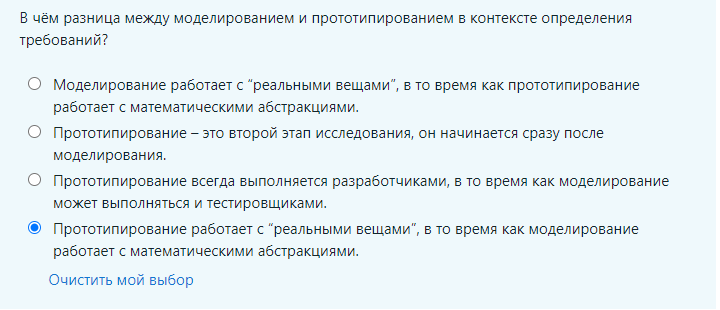 В чём разница между моделированием и прототипированием в контексте определения
требований?
Моделирование работает с “реальными вещами”, в то время как прототипирование
работает с математическими абстракциями.
Прототипирование – это второй этап исследования, он начинается сразу после
моделирования.
Прототипирование всегда выполняется разработчиками, в то время как моделирование
может выполняться и тестировщиками.
Прототипирование работает с “реальными вещами”, в то время как моделирование
работает с математическими абстракциями.
Очистить мой выбор